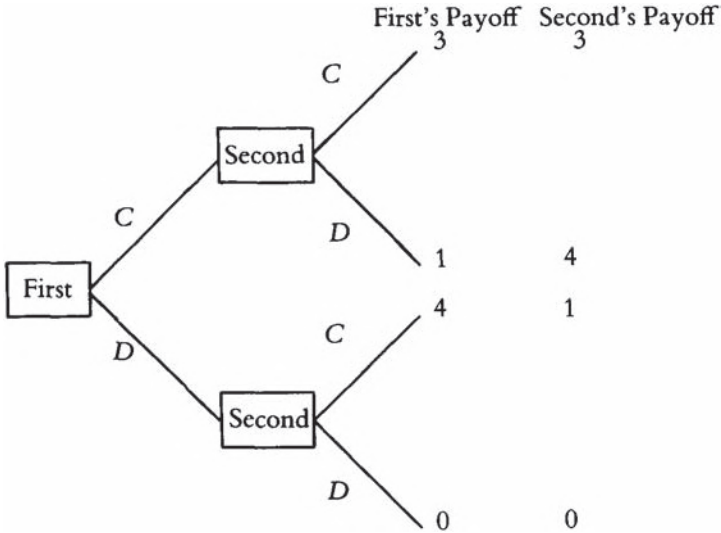 First's Payoff Second's Payoff
3 3
C
Second
C
D
1 4
First
4 1
C
D
Second
D
0 0